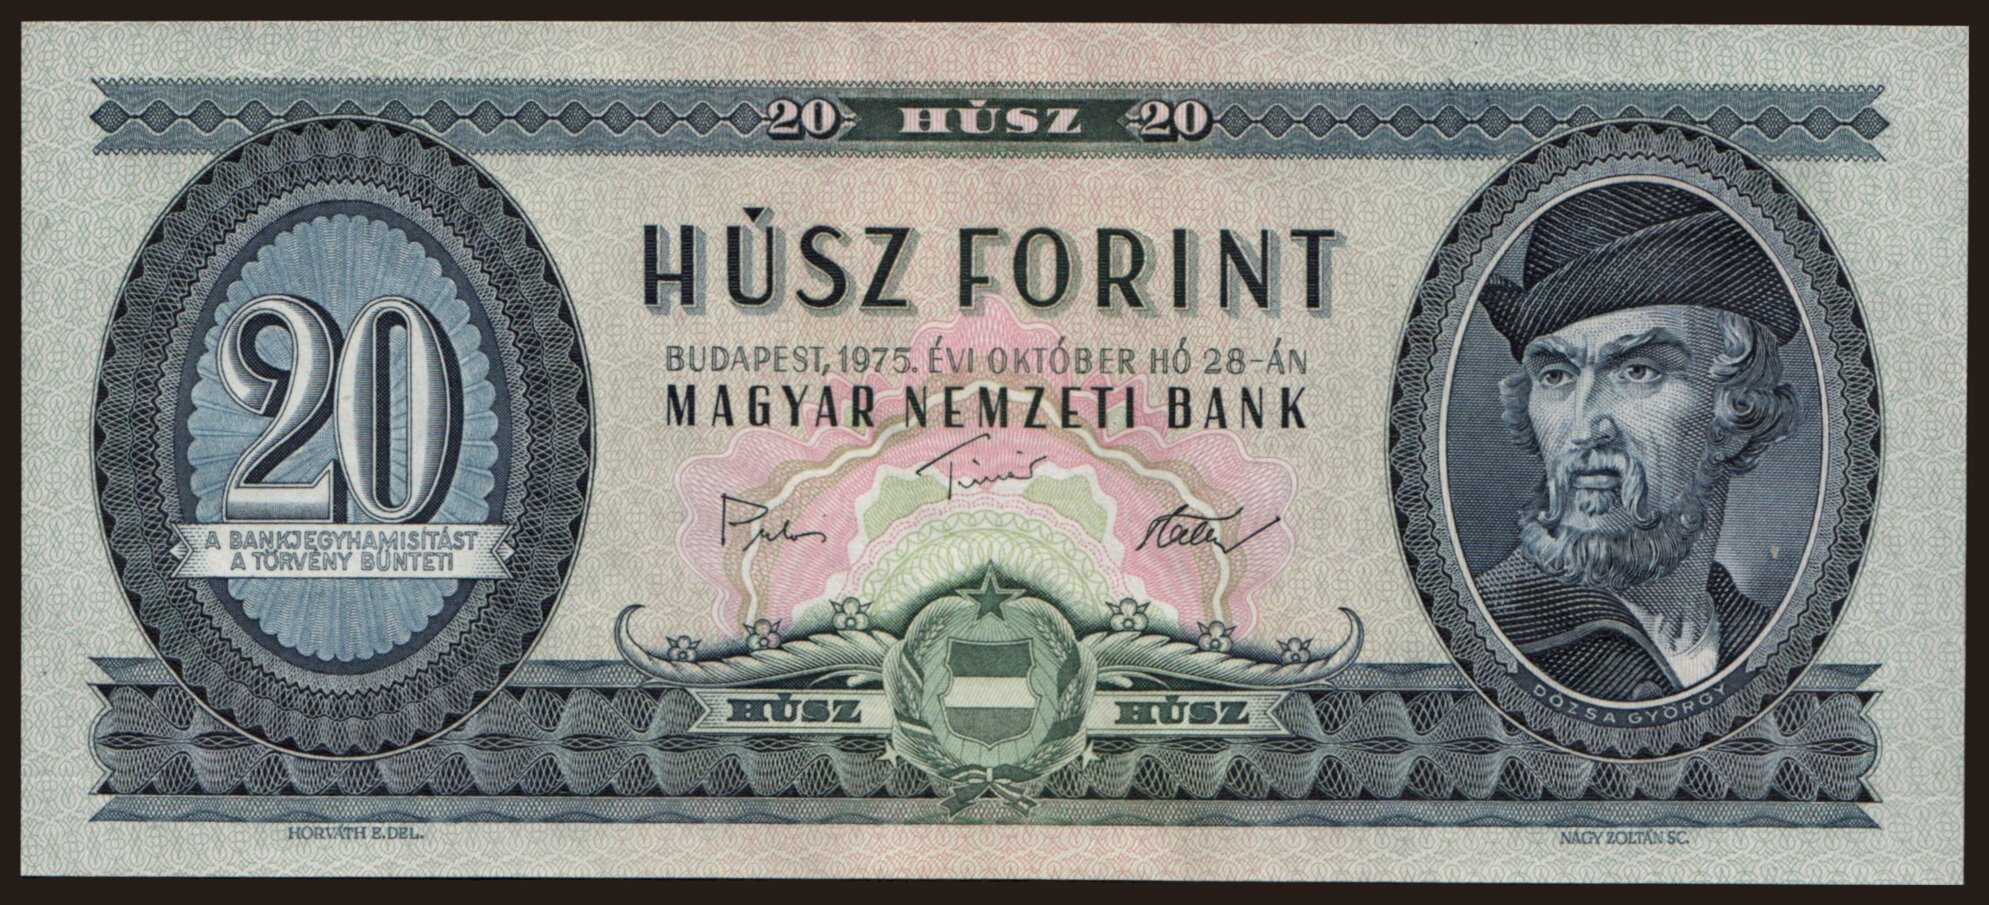 20 HÚSZ 20
HÚSZ FORINT
BUDAPEST, 1975. ÉVI OKTÓBER HÓ 28-ÁN
MAGYAR NEMZETI BANK
20
A BANKJEGYHAMISÍTÁST
A TÖRVÉNY BÜNTETI
HÚSZ HÚSZ
DÓZSA GYÖRGY
HORVÁTH E. DEL.
NAGY ZOLTÁN SC.